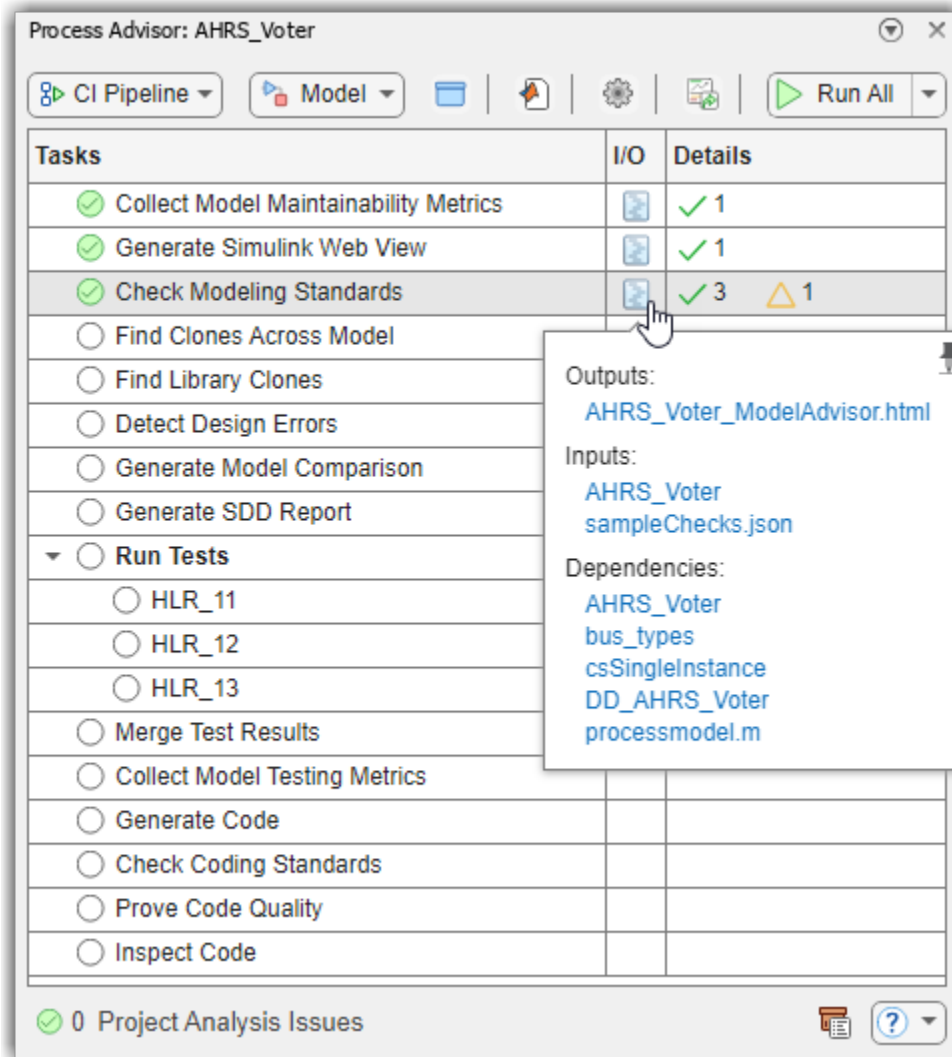 Process Advisor: AHRS_Voter
CI Pipeline Model Run All
Tasks I/O Details
Collect Model Maintainability Metrics 1
Generate Simulink Web View 1
Check Modeling Standards 3 1
Find Clones Across Model
Find Library Clones
Detect Design Errors
Generate Model Comparison
Generate SDD Report
Run Tests
HLR_11
HLR_12
HLR_13
Merge Test Results
Collect Model Testing Metrics
Generate Code
Check Coding Standards
Prove Code Quality
Inspect Code
Outputs:
AHRS_Voter_ModelAdvisor.html
Inputs:
AHRS_Voter
sampleChecks.json
Dependencies:
AHRS_Voter
bus_types
csSingleInstance
DD_AHRS_Voter
processmodel.m
0 Project Analysis Issues